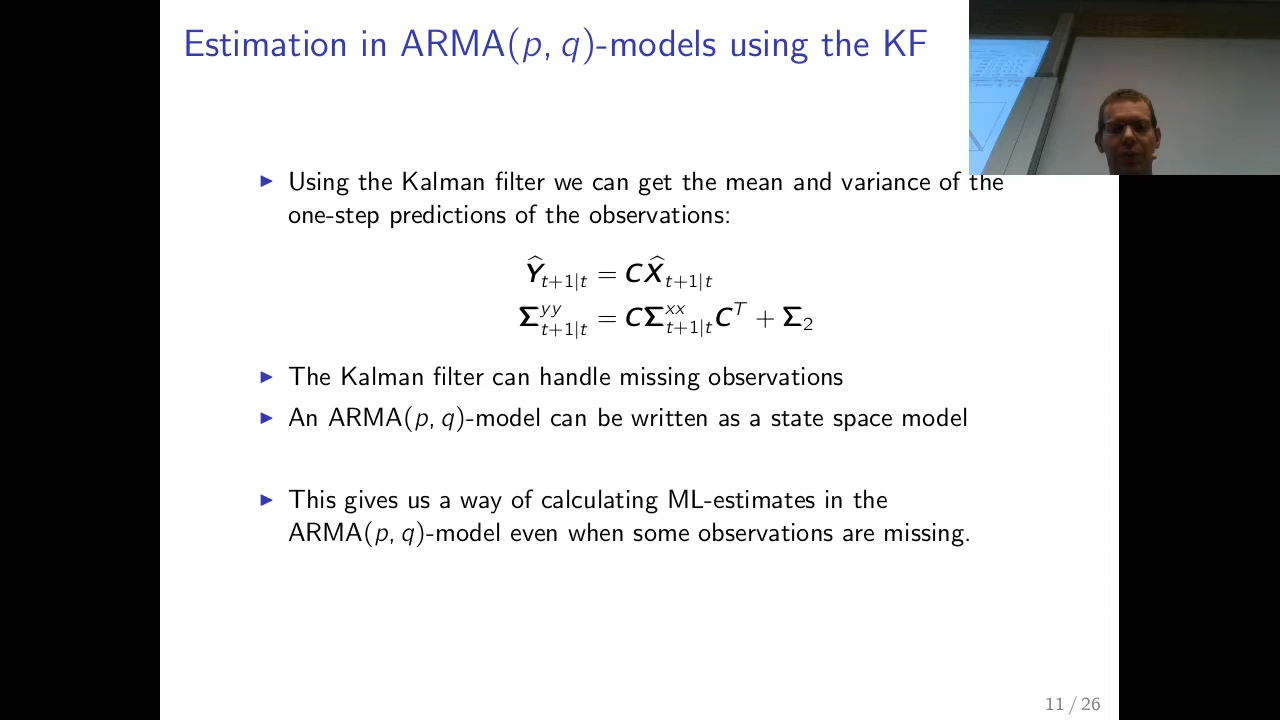 Estimation in ARMA(p, q)-models using the KF
▶ Using the Kalman filter we can get the mean and variance of the
one-step predictions of the observations:
Ŷ_{t+1|t} = CX̂_{t+1|t}
Σ^{yy}_{t+1|t} = CΣ^{xx}_{t+1|t}C^T + Σ_2
▶ The Kalman filter can handle missing observations
▶ An ARMA(p, q)-model can be written as a state space model
▶ This gives us a way of calculating ML-estimates in the
ARMA(p, q)-model even when some observations are missing.
11 / 26